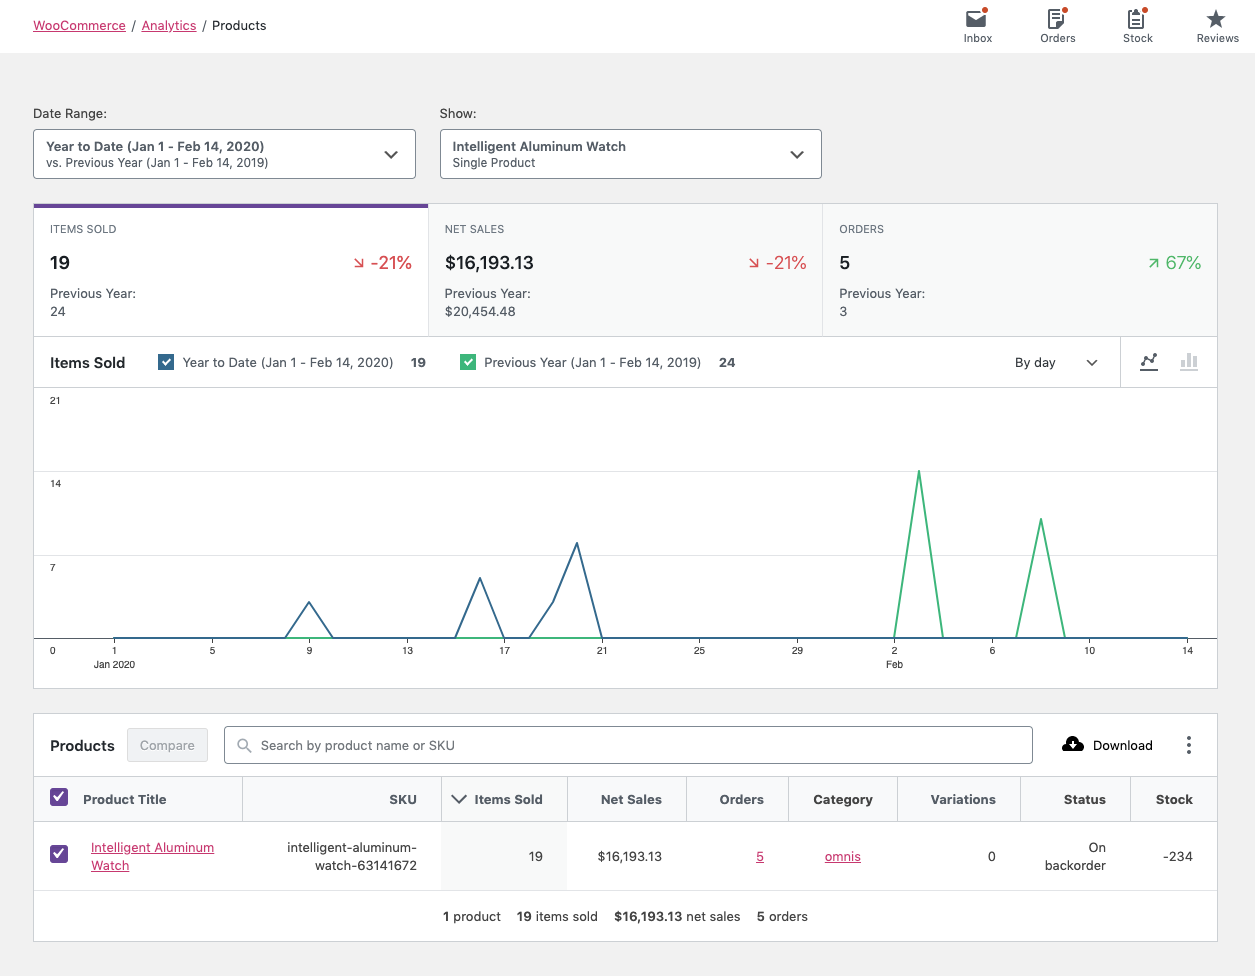 WooCommerce / Analytics / Products
Inbox
Orders
Stock
Reviews
Date Range:
Year to Date (Jan 1 - Feb 14, 2020)
vs. Previous Year (Jan 1 - Feb 14, 2019)
Show:
Intelligent Aluminum Watch
Single Product
ITEMS SOLD
19 -21%
Previous Year:
24
NET SALES
$16,193.13 -21%
Previous Year:
$20,454.48
ORDERS
5 67%
Previous Year:
3
Items Sold Year to Date (Jan 1 - Feb 14, 2020) 19 Previous Year (Jan 1 - Feb 14, 2019) 24 By day
21
14
7
0 1 5 9 13 17 21 25 29 2 6 10 14
Jan 2020 Feb
Products Compare Search by product name or SKU Download
Product Title SKU Items Sold Net Sales Orders Category Variations Status Stock
Intelligent Aluminum
Watch
intelligent-aluminum-
watch-63141672
19 $16,193.13 5 omnis 0
On
backorder
-234
1 product 19 items sold $16,193.13 net sales 5 orders